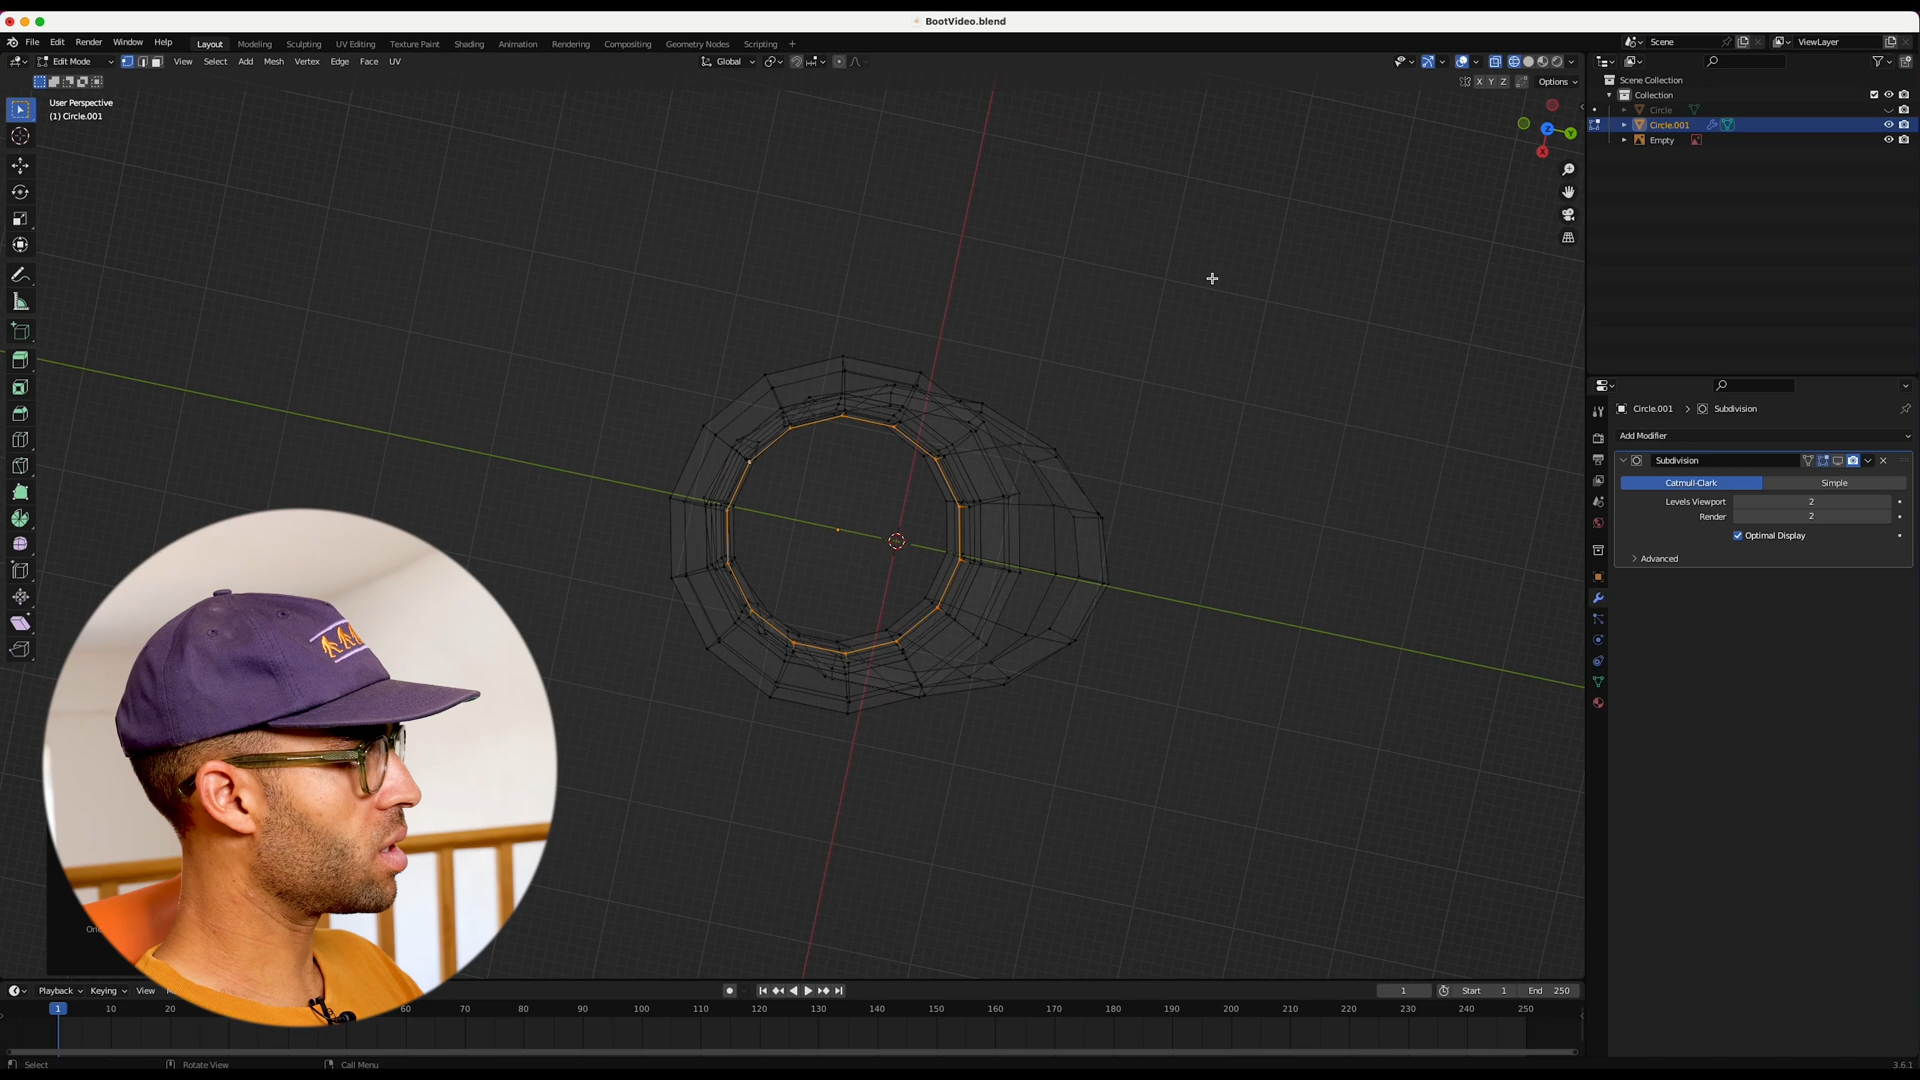 BootVideo.blend
File Edit Render Window Help Layout Modeling Sculpting UV Editing Texture Paint Shading Animation Rendering Compositing Geometry Nodes Scripting + Scene ViewLayer
Edit Mode View Select Add Mesh Vertex Edge Face UV Global
X Y Z Options
User Perspective
(1) Circle.001
Z
Y
X
Scene Collection
Collection
Circle
Circle.001
Empty
Circle.001 > Subdivision
Add Modifier
Subdivision
Catmull-Clark Simple
Levels Viewport 2
Render 2
Optimal Display
Advanced
Playback Keying View 1 Start 1 End 250
1 10 20 60 70 80 90 100 110 120 130 140 150 160 170 180 190 200 210 220 230 240 250
Select Rotate View Call Menu 3.6.1